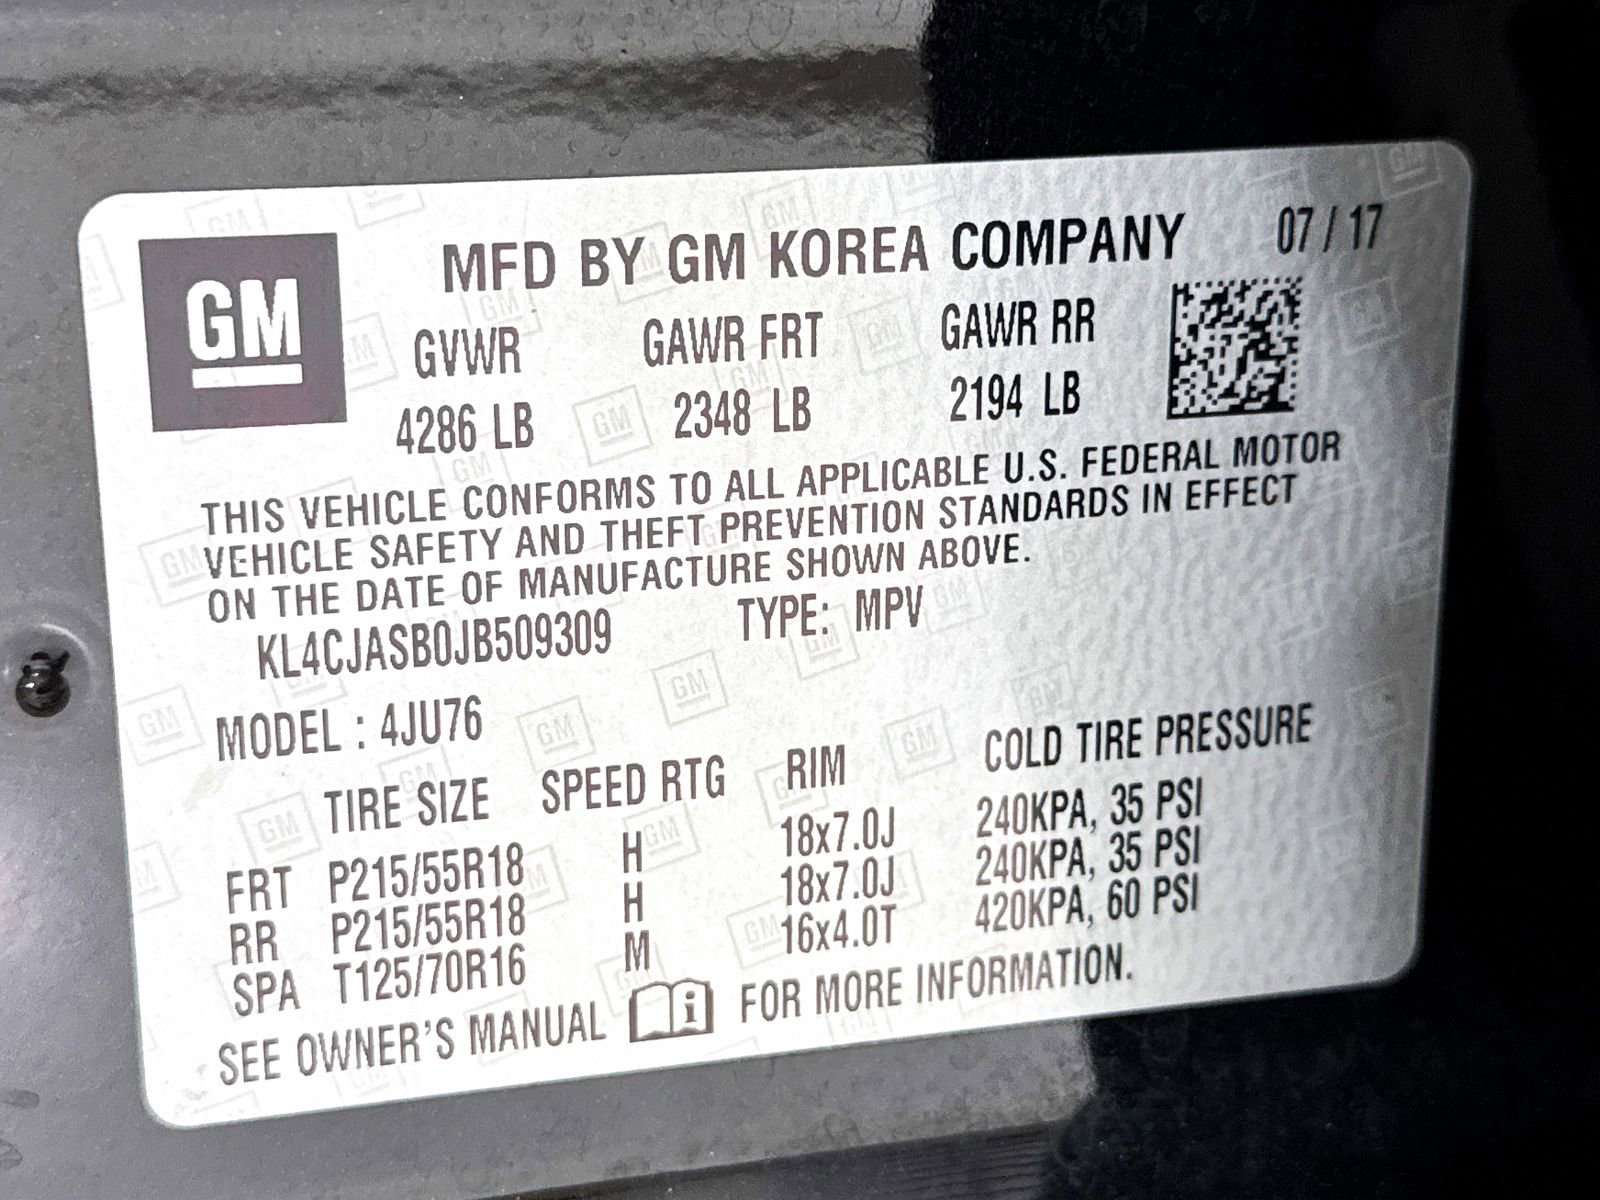 GM
MFD BY GM KOREA COMPANY 07 / 17
GVWR GAWR FRT GAWR RR
4286 LB 2348 LB 2194 LB
THIS VEHICLE CONFORMS TO ALL APPLICABLE U.S. FEDERAL MOTOR
VEHICLE SAFETY AND THEFT PREVENTION STANDARDS IN EFFECT
ON THE DATE OF MANUFACTURE SHOWN ABOVE.
KL4CJASB0JB509309 TYPE: MPV
MODEL : 4JU76
TIRE SIZE SPEED RTG RIM COLD TIRE PRESSURE
FRT P215/55R18 H 18x7.0J 240KPA, 35 PSI
RR P215/55R18 H 18x7.0J 240KPA, 35 PSI
SPA T125/70R16 M 16x4.0T 420KPA, 60 PSI
SEE OWNER'S MANUAL i FOR MORE INFORMATION.